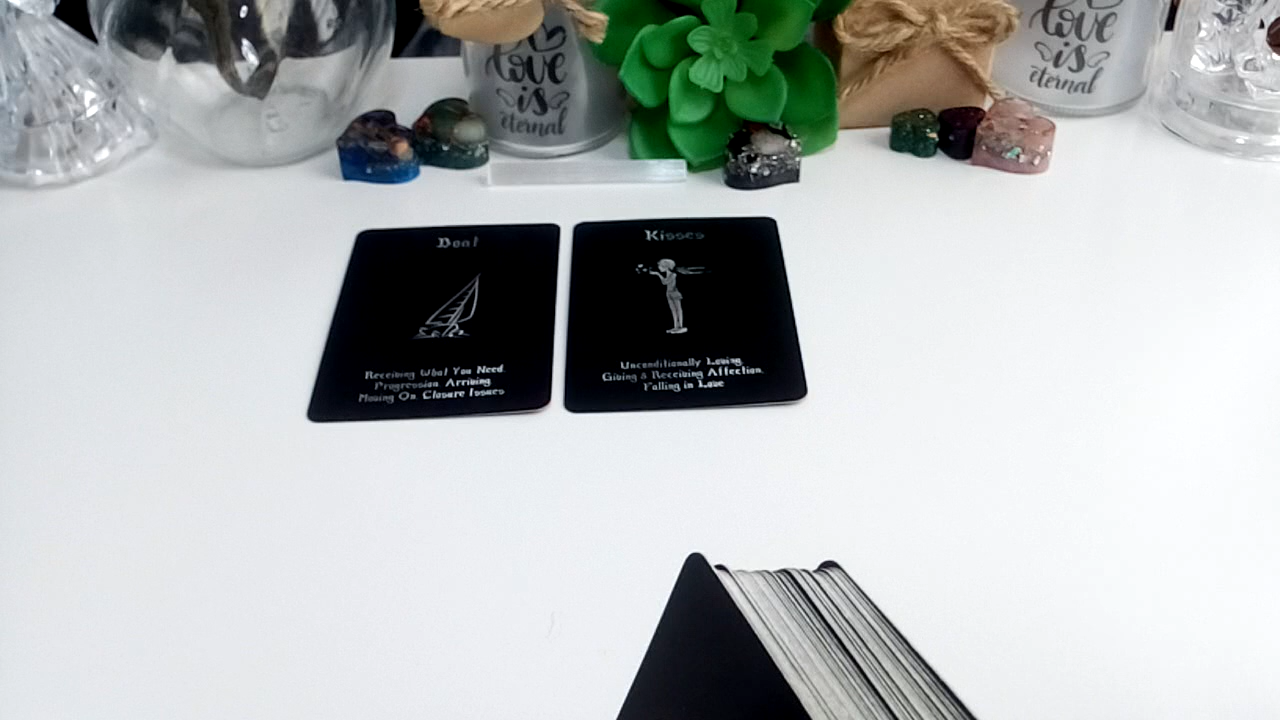 love
is
eternal
love
is
eternal
Boat
Receiving What You Need.
Progression Arriving
Moving On. Closure Issues
Kisses
Unconditionally Loving.
Giving & Receiving Affection.
Falling in Love